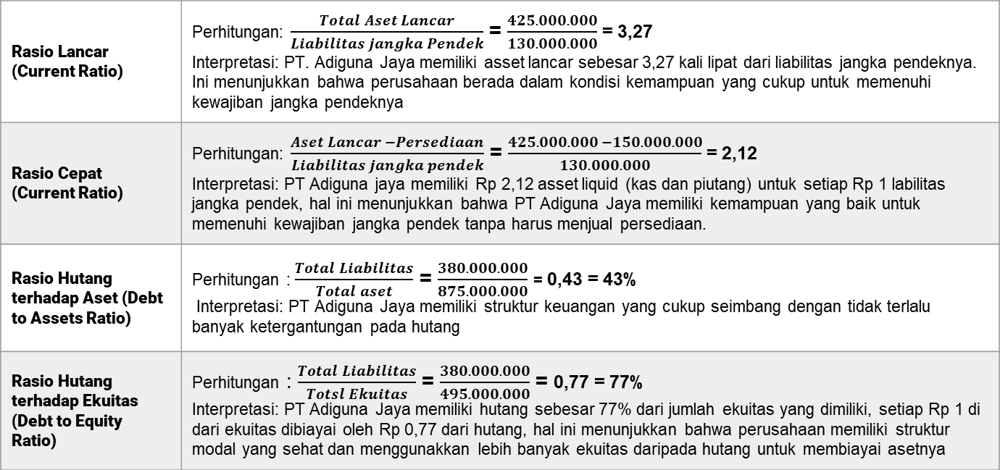 Rasio Lancar
(Current Ratio)
Perhitungan: Total Aset Lancar / Liabilitas jangka Pendek = 425.000.000 / 130.000.000 = 3,27
Interpretasi: PT. Adiguna Jaya memiliki asset lancar sebesar 3,27 kali lipat dari liabilitas jangka pendeknya.
Ini menunjukkan bahwa perusahaan berada dalam kondisi kemampuan yang cukup untuk memenuhi
kewajiban jangka pendeknya
Rasio Cepat
(Current Ratio)
Perhitungan: Aset Lancar –Persediaan / Liabilitas jangka pendek = 425.000.000 –150.000.000 / 130.000.000 = 2,12
Interpretasi: PT Adiguna jaya memiliki Rp 2,12 asset liquid (kas dan piutang) untuk setiap Rp 1 labilitas
jangka pendek, hal ini menunjukkan bahwa PT Adiguna Jaya memiliki kemampuan yang baik untuk
memenuhi kewajiban jangka pendek tanpa harus menjual persediaan.
Rasio Hutang
terhadap Aset (Debt
to Assets Ratio)
Perhitungan : Total Liabilitas / Total aset = 380.000.000 / 875.000.000 = 0,43 = 43%
Interpretasi: PT Adiguna Jaya memiliki struktur keuangan yang cukup seimbang dengan tidak terlalu
banyak ketergantungan pada hutang
Rasio Hutang
terhadap Ekuitas
(Debt to Equity
Ratio)
Perhitungan : Total Liabilitas / Totsl Ekuitas = 380.000.000 / 495.000.000 = 0,77 = 77%
Interpretasi: PT Adiguna Jaya memiliki hutang sebesar 77% dari jumlah ekuitas yang dimiliki, setiap Rp 1 di
dari ekuitas dibiayai oleh Rp 0,77 dari hutang, hal ini menunjukkan bahwa perusahaan memiliki struktur
modal yang sehat dan menggunakkan lebih banyak ekuitas daripada hutang untuk membiayai asetnya